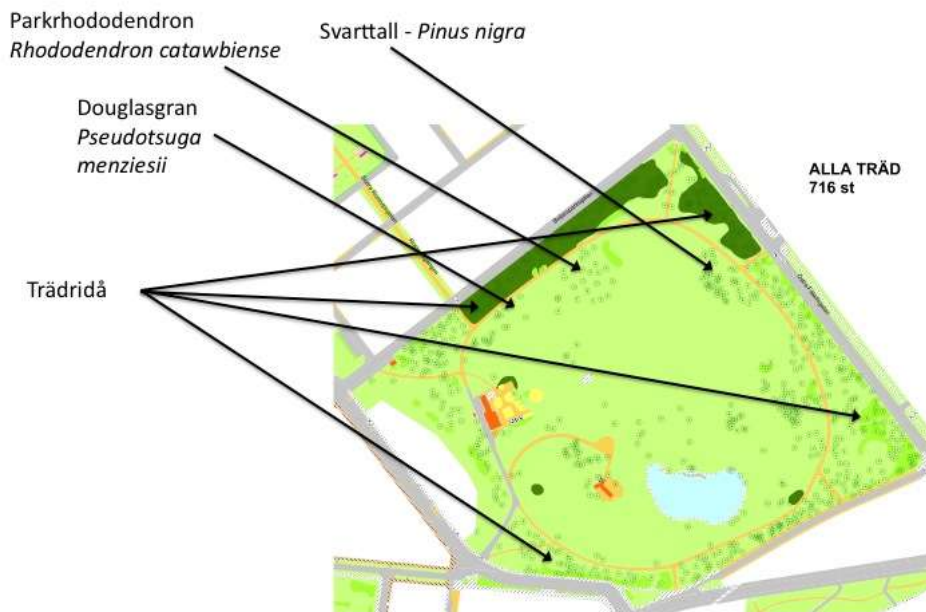 Parkrhododendron
Rhododendron catawbiense
Svarttall - Pinus nigra
Douglasgran
Pseudotsuga
menziesii
ALLA TRÄD
716 st
Trädridå